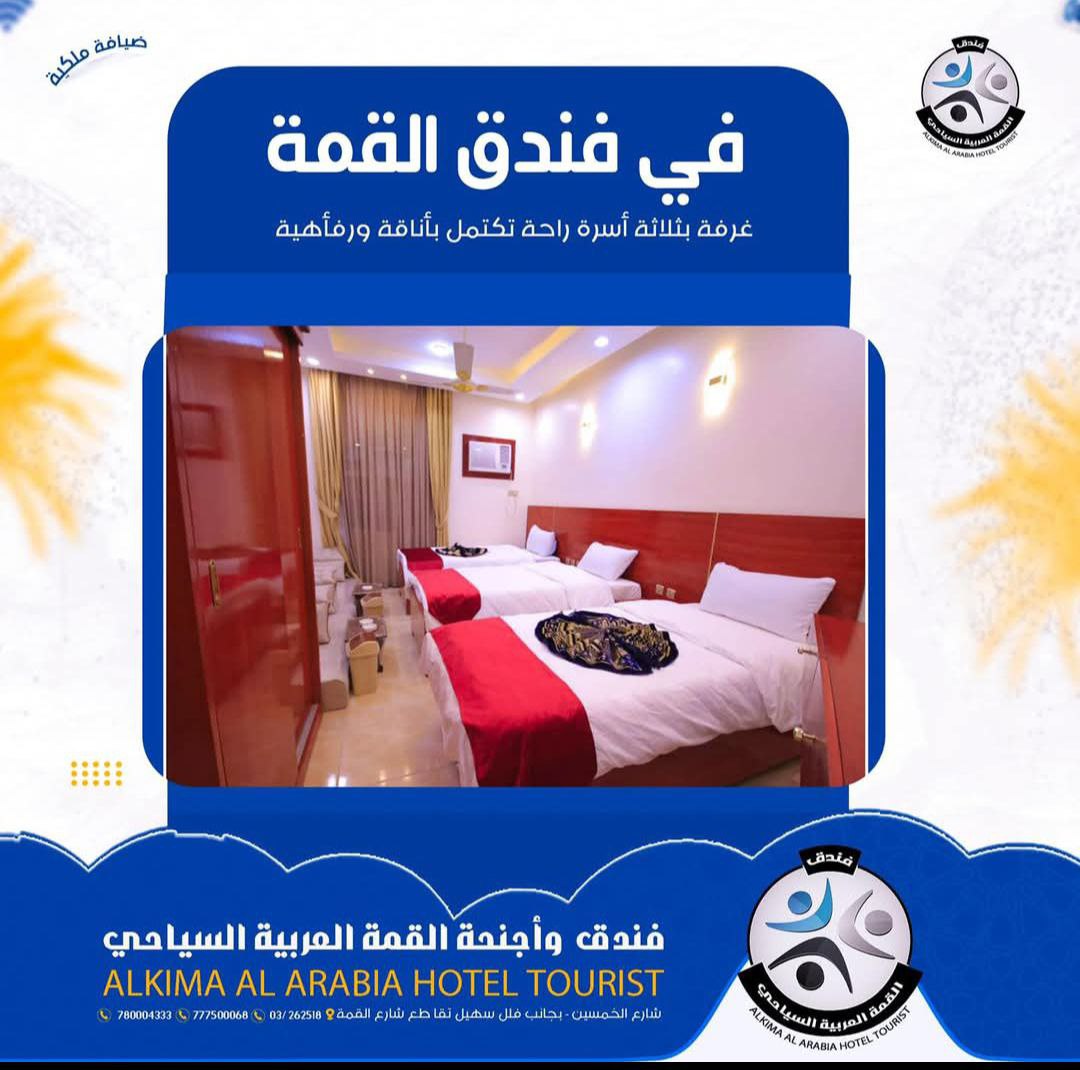 ضيافة ملكية
فندق
القمة العربية السياحي
ALKIMA AL ARABIA HOTEL TOURIST
في فندق القمة
غرفة بثلاثة أسرة راحة تكتمل بأناقة ورفأهية
فندق وأجنحة القمة العربية السياحي
ALKIMA AL ARABIA HOTEL TOURIST
شارع الخمسين - بجانب فلل سهيل تقا طع شارع القمة 03/ 262518 777500068 780004333
فندق
القمة العربية السياحي
ALKIMA AL ARABIA HOTEL TOURIST